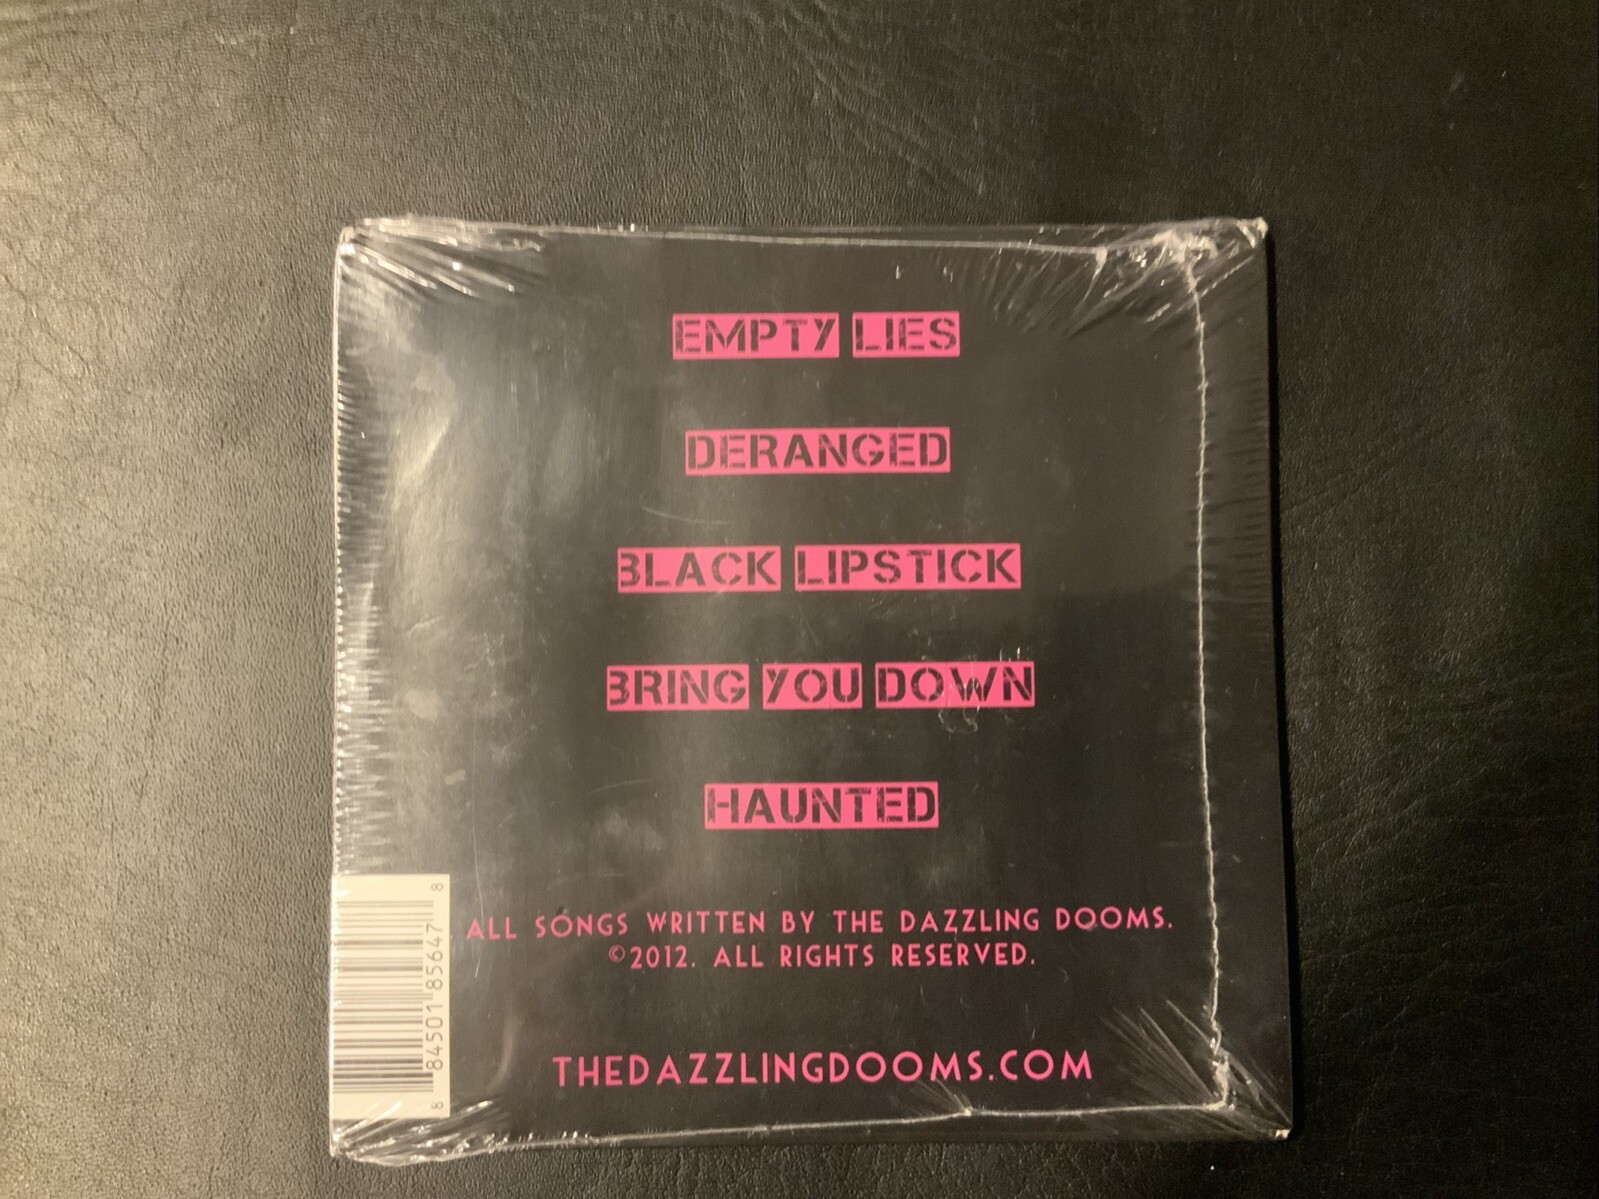 EMPTY LIES
DERANGED
BLACK LIPSTICK
BRING YOU DOWN
HAUNTED
ALL SONGS WRITTEN BY THE DAZZLING DOOMS.
©2012. ALL RIGHTS RESERVED.
THEDAZZLINGDOOMS.COM
8 84501 85647 8